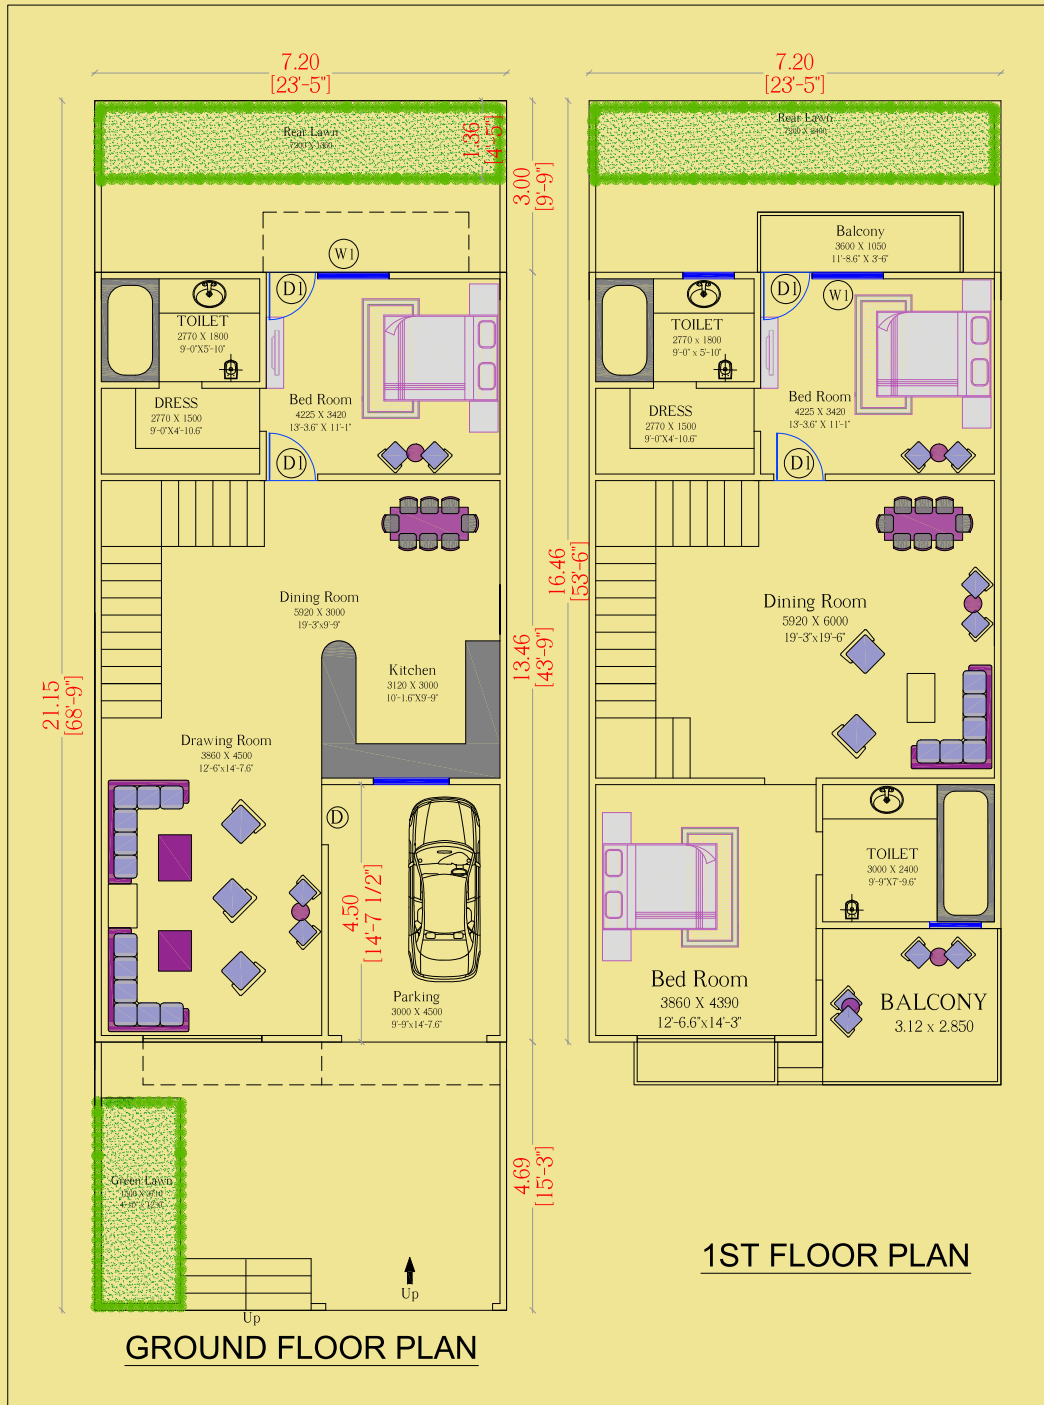 7.20
[23'-5"]
Rear Lawn
1.36
[4'-5"]
3.00
[9'-9"]
W1
D1
TOILET
2770 X 1800
9'-0"X5'-10"
DRESS
2770 X 1500
9'-0"X4'-10.6"
Bed Room
4225 X 3420
13'-3.6" X 11'-1"
D1
Dining Room
5920 X 3000
19'-3"x9'-9"
Kitchen
3120 X 3000
10'-1.6"X9'-9"
13.46
[43'-9"]
21.15
[68'-9"]
Drawing Room
3860 X 4500
12'-6"x14'-7.6"
D
4.50
[14'-7 1/2"]
Parking
3000 X 4500
9'-9"x14'-7.6"
Green Lawn
4.69
[15'-3"]
Up
Up
GROUND FLOOR PLAN
7.20
[23'-5"]
Rear Lawn
Balcony
3600 X 1050
11'-8.6" X 3'-6"
D1
W1
TOILET
2770 x 1800
9'-0" x 5'-10"
DRESS
2770 X 1500
9'-0"X4'-10.6"
Bed Room
4225 X 3420
13'-3.6" X 11'-1"
D1
16.46
[53'-6"]
Dining Room
5920 X 6000
19'-3"x19'-6"
TOILET
3000 X 2400
9'-9"X7'-9.6"
Bed Room
3860 X 4390
12'-6.6"x14'-3"
BALCONY
3.12 x 2.850
1ST FLOOR PLAN